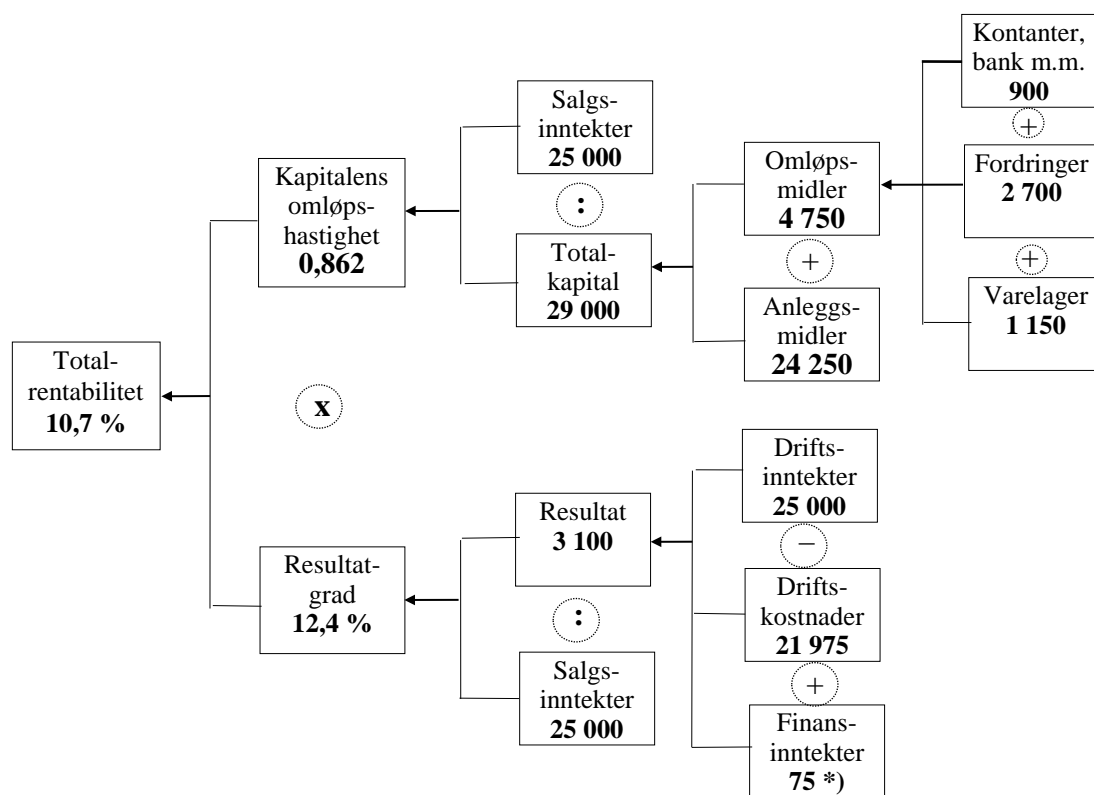 Kontanter,
bank m.m.
900
+
Fordringer
2 700
+
Varelager
1 150
Salgs-
inntekter
25 000
:
Total-
kapital
29 000
Omløps-
midler
4 750
+
Anleggs-
midler
24 250
Kapitalens
omløps-
hastighet
0,862
Total-
rentabilitet
10,7 %
x
Resultat-
grad
12,4 %
Resultat
3 100
:
Salgs-
inntekter
25 000
Drifts-
inntekter
25 000
−
Drifts-
kostnader
21 975
+
Finans-
inntekter
75 *)